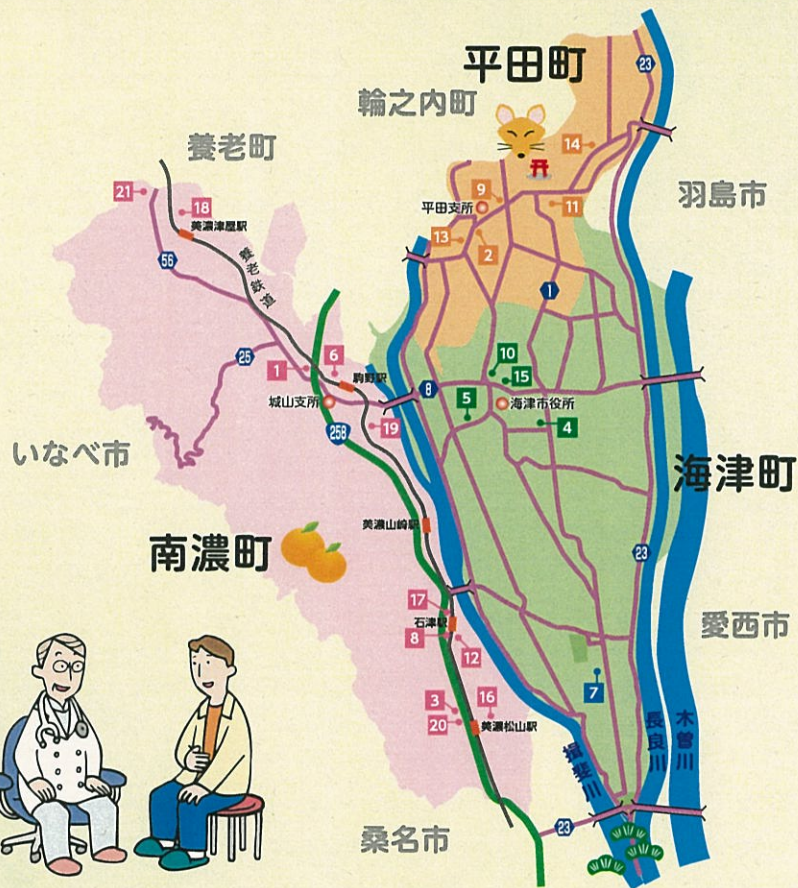 平田町
23
輪之内町
養老町
14
21
18
9
羽島市
美濃津屋駅
平田支所
11
13
2
56
養老鉄道
1
25
1
6
10
駒野駅
8
15
城山支所
5
海津市役所
19
4
258
いなべ市
海津町
美濃山崎駅
南濃町
23
17
石津駅
8
12
愛西市
7
3
16
20
美濃松山駅
揖斐川
長良川
木曽川
桑名市
23